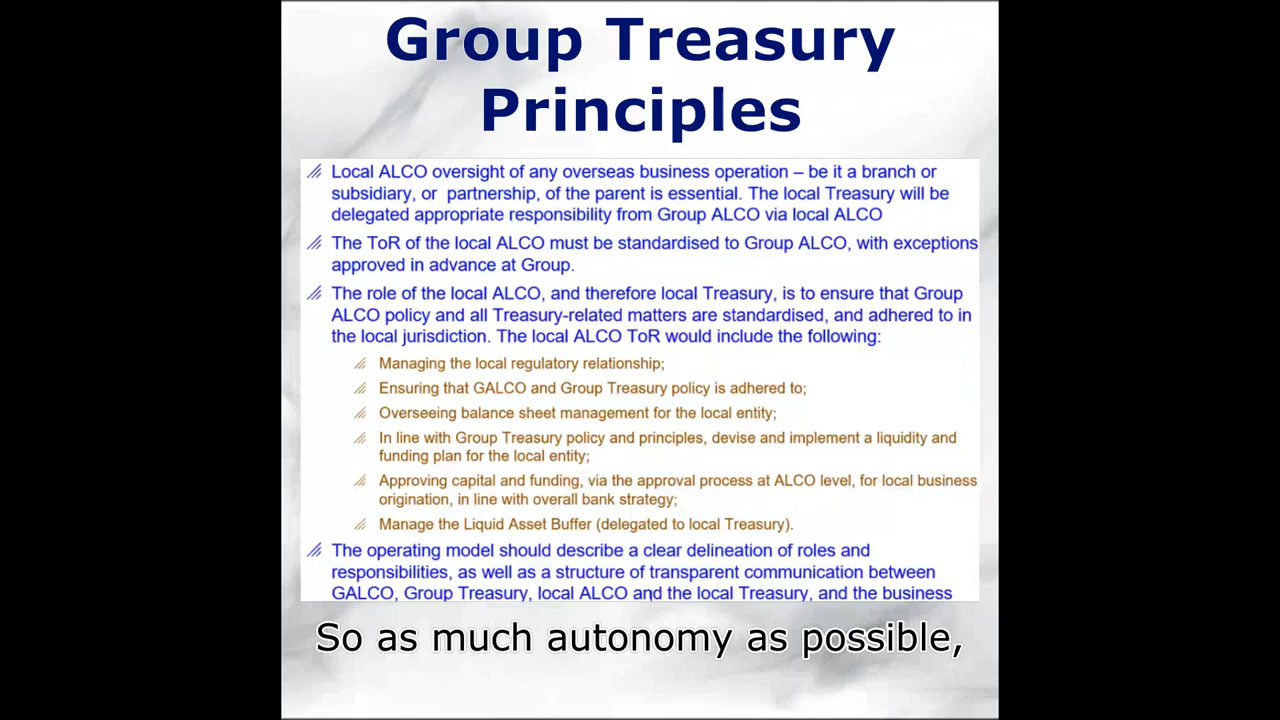 Group Treasury
Principles
Local ALCO oversight of any overseas business operation – be it a branch or
subsidiary, or partnership, of the parent is essential. The local Treasury will be
delegated appropriate responsibility from Group ALCO via local ALCO
The ToR of the local ALCO must be standardised to Group ALCO, with exceptions
approved in advance at Group.
The role of the local ALCO, and therefore local Treasury, is to ensure that Group
ALCO policy and all Treasury-related matters are standardised, and adhered to in
the local jurisdiction. The local ALCO ToR would include the following:
Managing the local regulatory relationship;
Ensuring that GALCO and Group Treasury policy is adhered to;
Overseeing balance sheet management for the local entity;
In line with Group Treasury policy and principles, devise and implement a liquidity and
funding plan for the local entity;
Approving capital and funding, via the approval process at ALCO level, for local business
origination, in line with overall bank strategy;
Manage the Liquid Asset Buffer (delegated to local Treasury).
The operating model should describe a clear delineation of roles and
responsibilities, as well as a structure of transparent communication between
GALCO, Group Treasury, local ALCO and the local Treasury, and the business
So as much autonomy as possible,